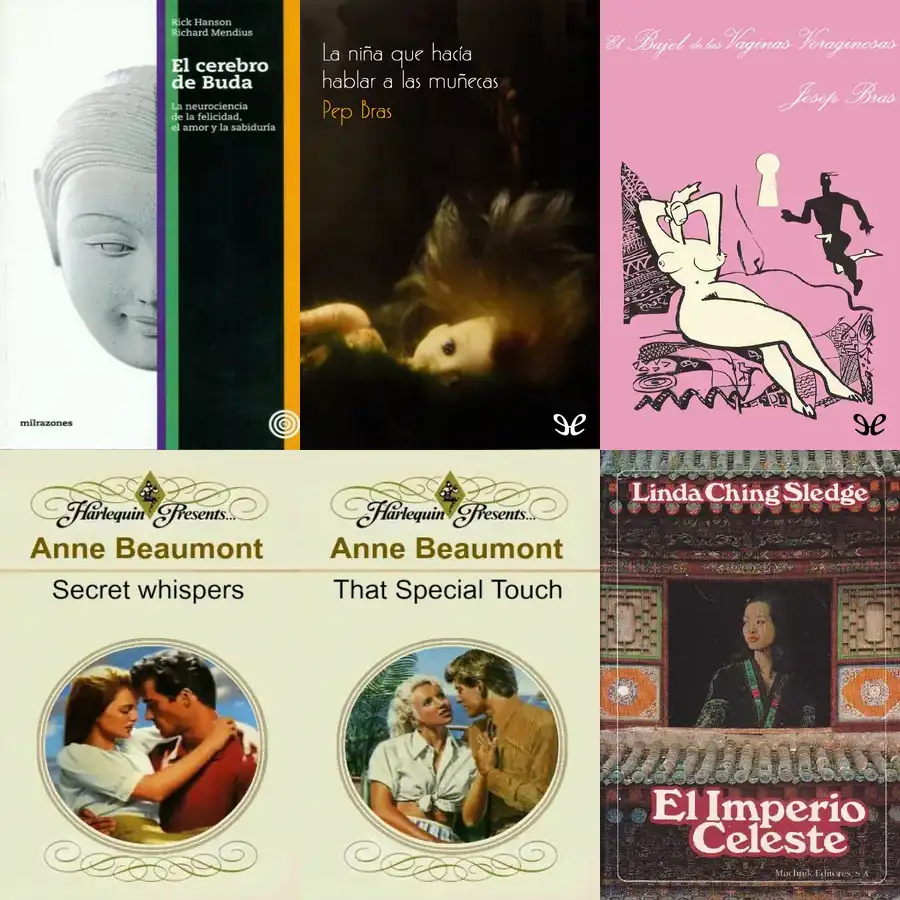 Rick Hanson
Richard Mendius
El cerebro
de Buda
La neurociencia
de la felicidad,
el amor y la sabiduría
milrazones
La niña que hacía
hablar a las muñecas
Pep Bras
El Bajel de las Vaginas Voraginosas
Josep Bras
Harlequin Presents...
Anne Beaumont
Secret whispers
Harlequin Presents...
Anne Beaumont
That Special Touch
Linda Ching Sledge
El Imperio
Celeste
Muchnik Editores, S A